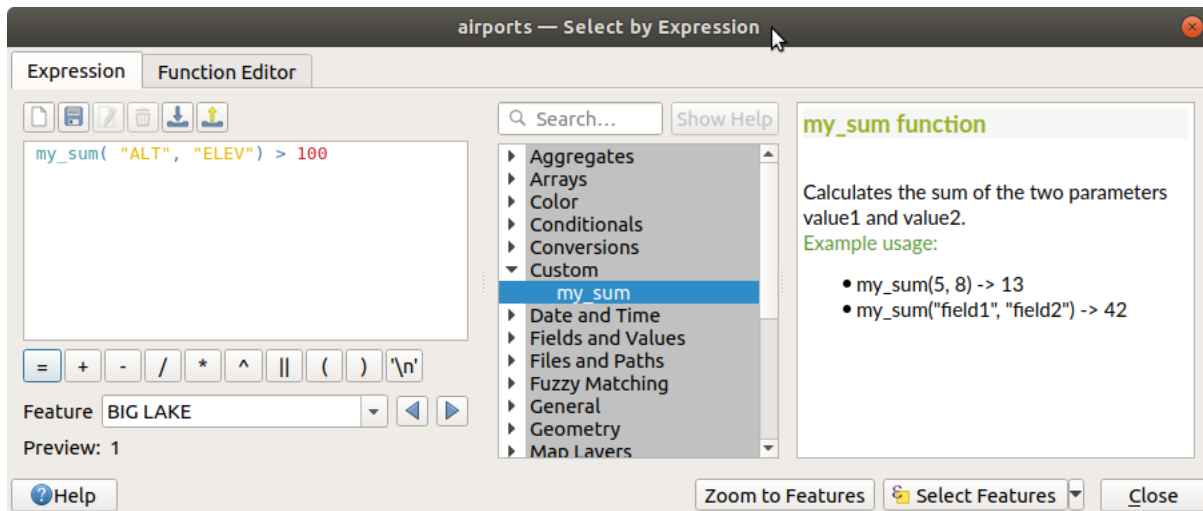 airports — Select by Expression
Expression
Function Editor
my_sum( "ALT", "ELEV") > 100
=
+
-
/
*
^
||
(
)
'\n'
Feature
BIG LAKE
Preview: 1
Search...
Show Help
Aggregates
Arrays
Color
Conditionals
Conversions
Custom
my_sum
Date and Time
Fields and Values
Files and Paths
Fuzzy Matching
General
Geometry
Map Layers
my_sum function
Calculates the sum of the two parameters
value1 and value2.
Example usage:
• my_sum(5, 8) -> 13
• my_sum("field1", "field2") -> 42
?Help
Zoom to Features
Select Features
Close